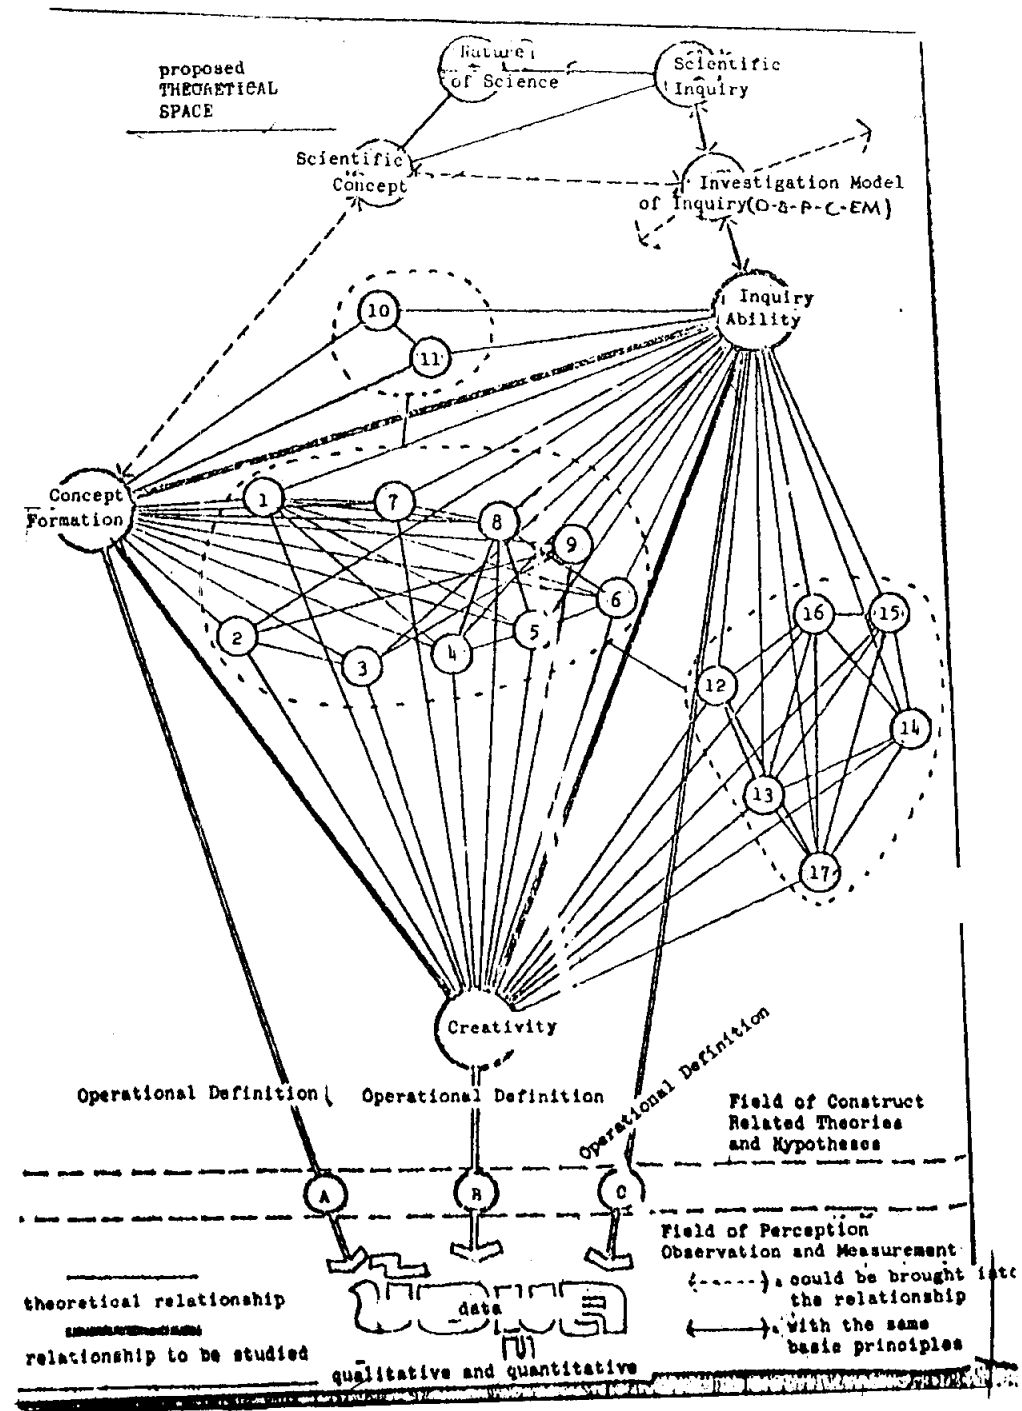 proposed
THEORETICAL
SPACE
Nature
of Science
Scientific
Inquiry
Scientific
Concept
Investigation Model
of Inquiry(O-B-P-C-EM)
Inquiry
Ability
10
11
Concept
Formation
1
7
8
9
6
2
3
4
5
16
15
12
14
13
17
Creativity
Operational Definition
Operational Definition
Operational Definition
Field of Construct
Related Theories
and Hypotheses
A
B
C
Field of Perception
Observation and Measurement
theoretical relationship
relationship to be studied
data
qualitative and quantitative
could be brought into
the relationship
with the same
basic principles